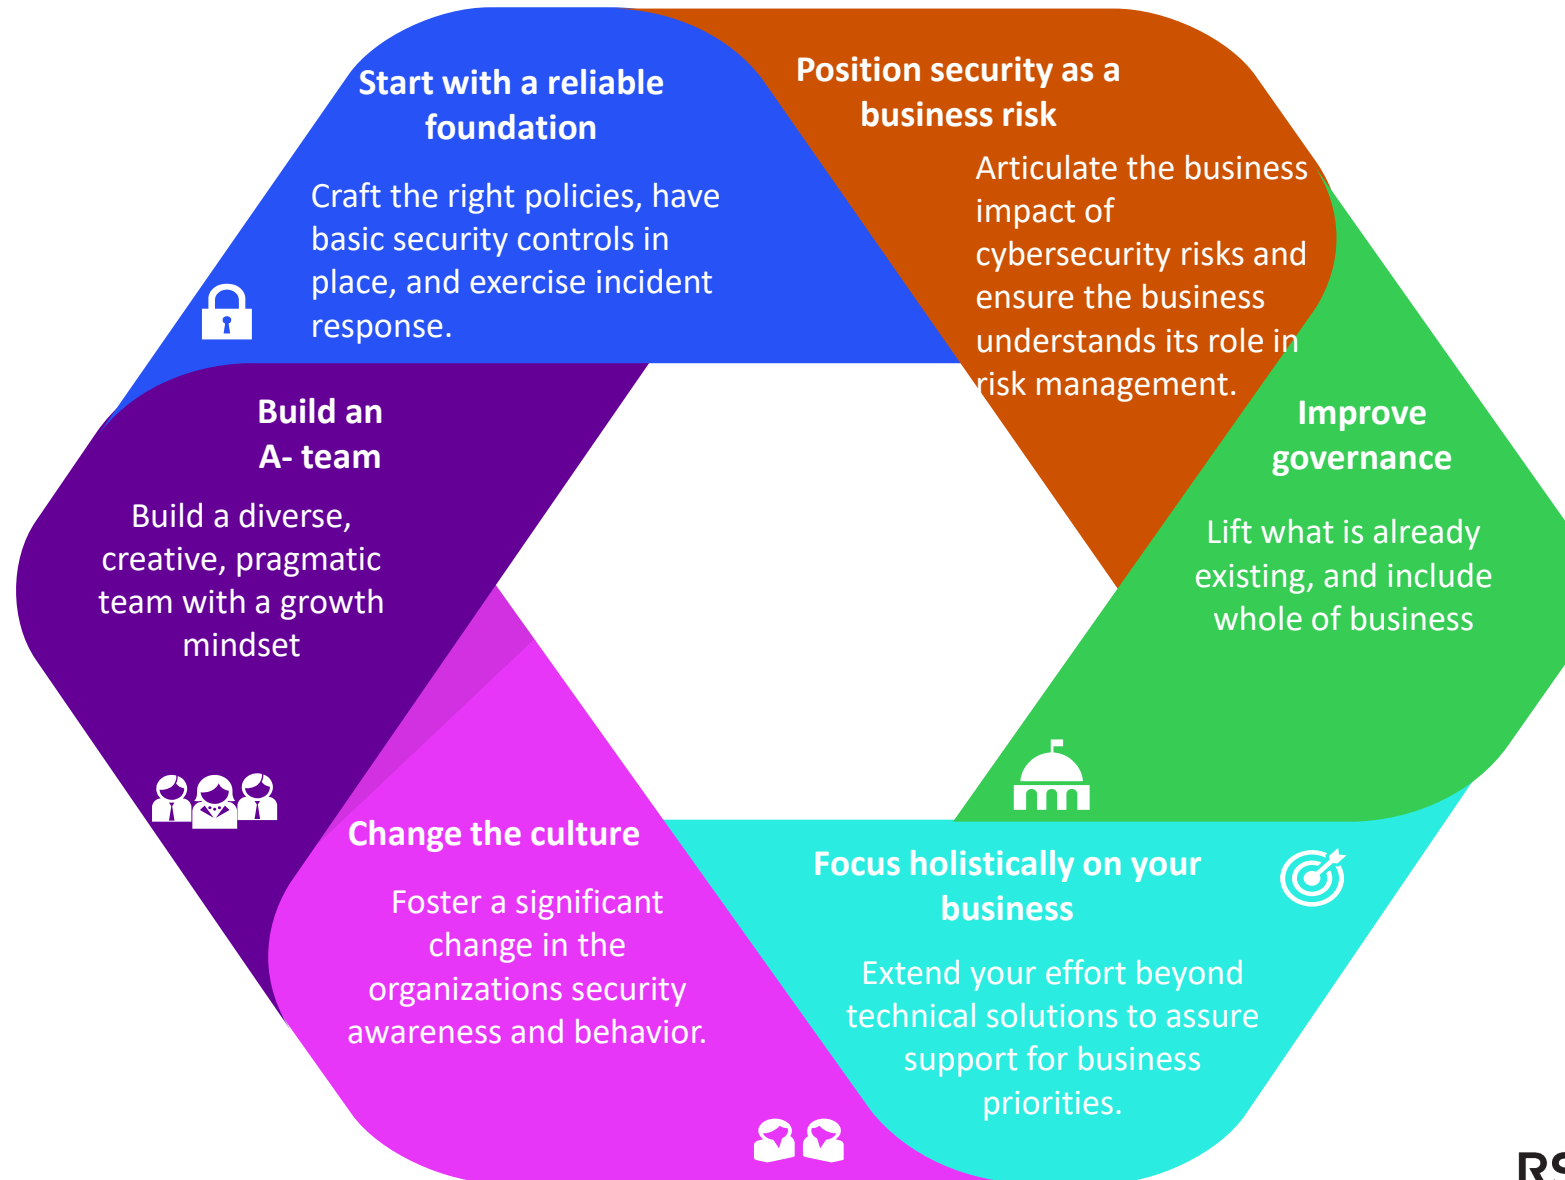 Start with a reliable
foundation
Craft the right policies, have
basic security controls in
place, and exercise incident
response.
Position security as a
business risk
Articulate the business
impact of
cybersecurity risks and
ensure the business
understands its role in
risk management.
Improve
governance
Lift what is already
existing, and include
whole of business
Focus holistically on your
business
Extend your effort beyond
technical solutions to assure
support for business
priorities.
Change the culture
Foster a significant
change in the
organizations security
awareness and behavior.
Build an
A- team
Build a diverse,
creative, pragmatic
team with a growth
mindset